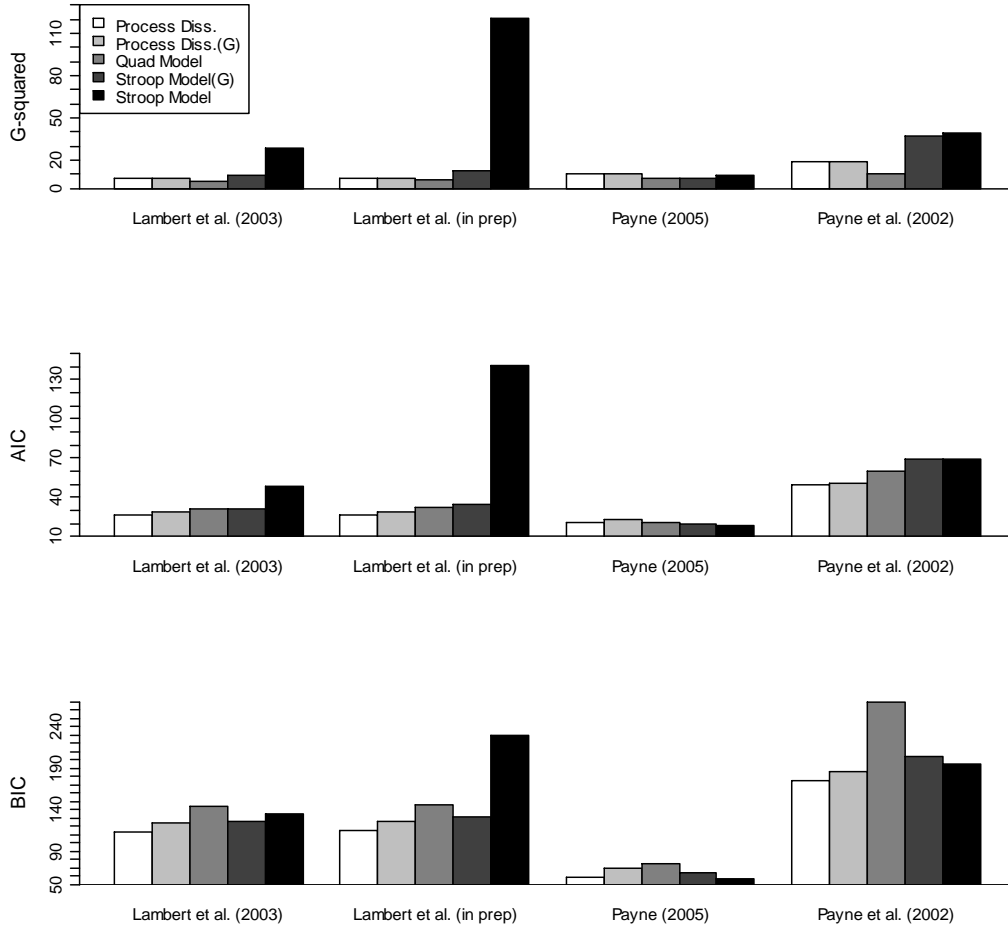 G-squared
110
80
50
20
0
Process Diss.
Process Diss.(G)
Quad Model
Stroop Model(G)
Stroop Model
Lambert et al. (2003)
Lambert et al. (in prep)
Payne (2005)
Payne et al. (2002)
AIC
130
100
70
40
10
Lambert et al. (2003)
Lambert et al. (in prep)
Payne (2005)
Payne et al. (2002)
BIC
240
190
140
90
50
Lambert et al. (2003)
Lambert et al. (in prep)
Payne (2005)
Payne et al. (2002)